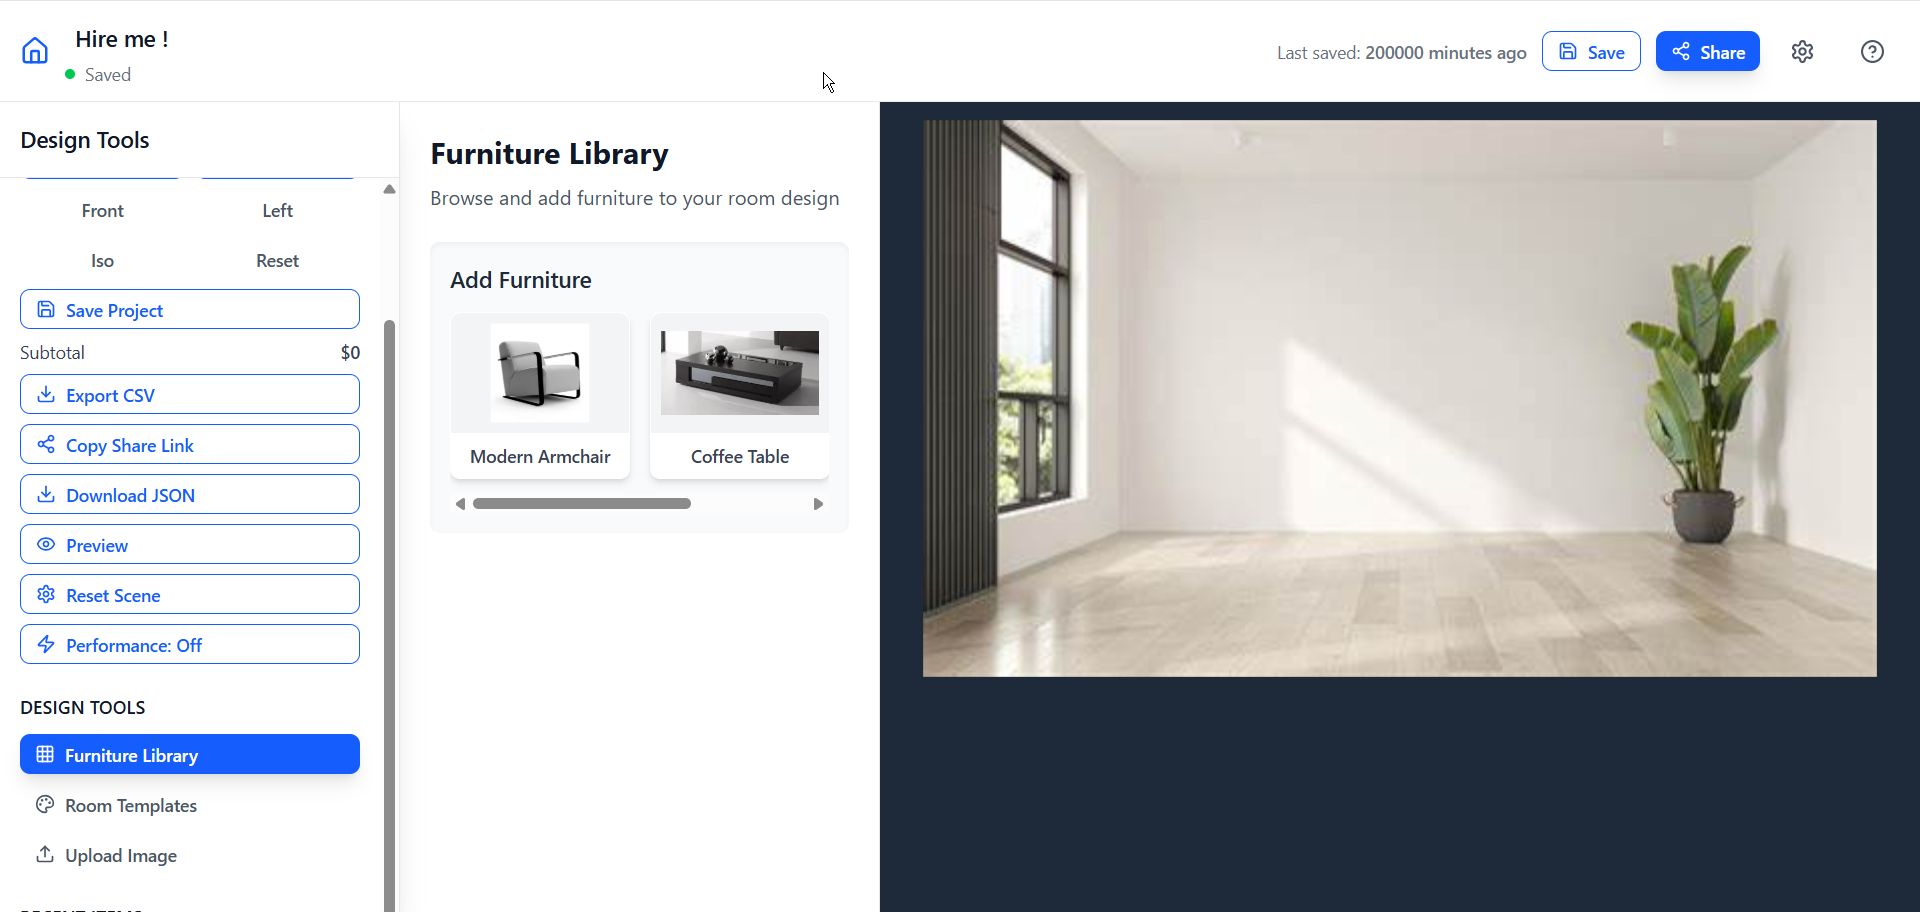 Hire me !
Saved
Last saved: 200000 minutes ago
Save
Share
Design Tools
Front
Left
Iso
Reset
Save Project
Subtotal
$0
Export CSV
Copy Share Link
Download JSON
Preview
Reset Scene
Performance: Off
DESIGN TOOLS
Furniture Library
Room Templates
Upload Image
Furniture Library
Browse and add furniture to your room design
Add Furniture
Modern Armchair
Coffee Table